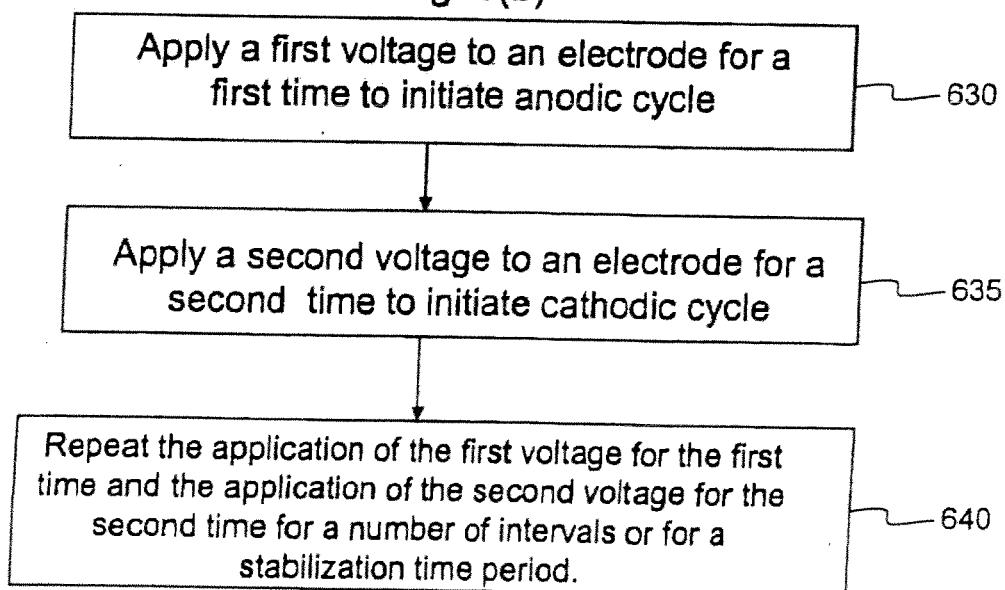 Apply a first voltage to an electrode for a
first time to initiate anodic cycle
630
Apply a second voltage to an electrode for a
second time to initiate cathodic cycle
635
Repeat the application of the first voltage for the first
time and the application of the second voltage for the
second time for a number of intervals or for a
stabilization time period.
640